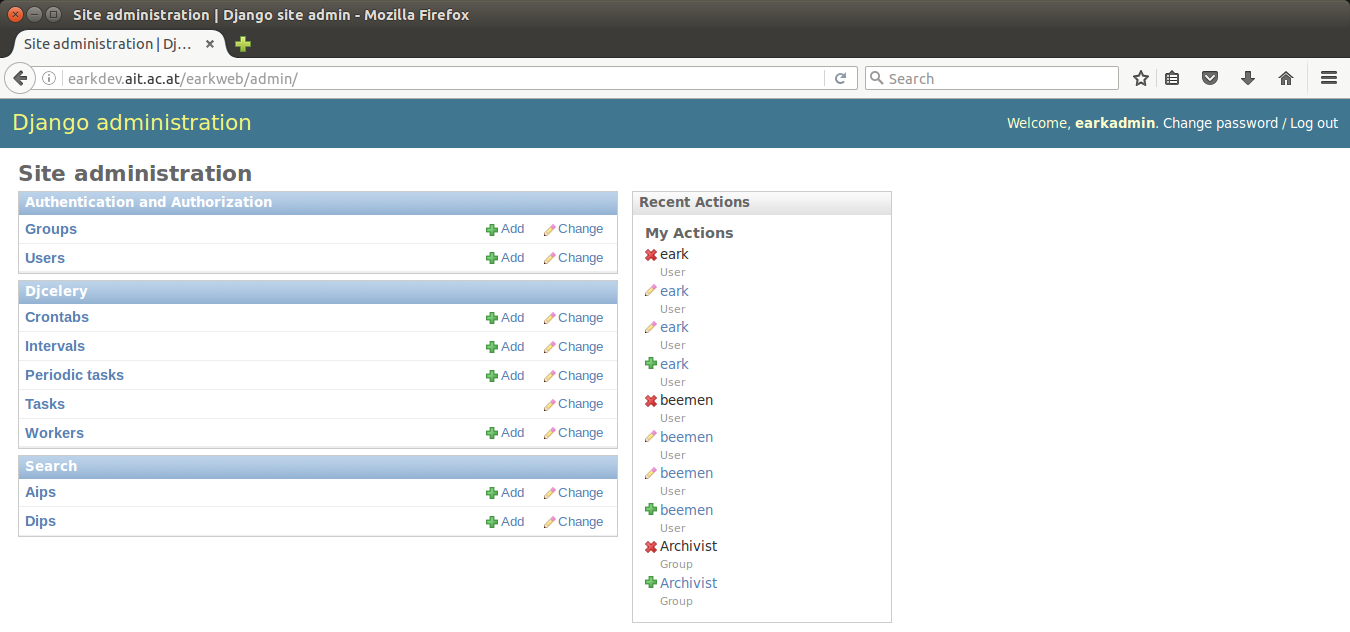 Site administration | Django site admin - Mozilla Firefox
Site administration | Dj...
earkdev.ait.ac.at/earkweb/admin/
Search
Django administration
Welcome, earkadmin. Change password / Log out
Site administration
Authentication and Authorization
Groups Add Change
Users Add Change
Djcelery
Crontabs Add Change
Intervals Add Change
Periodic tasks Add Change
Tasks Change
Workers Add Change
Search
Aips Add Change
Dips Add Change
Recent Actions
My Actions
eark
User
eark
User
eark
User
eark
User
beemen
User
beemen
User
beemen
User
beemen
User
Archivist
Group
Archivist
Group